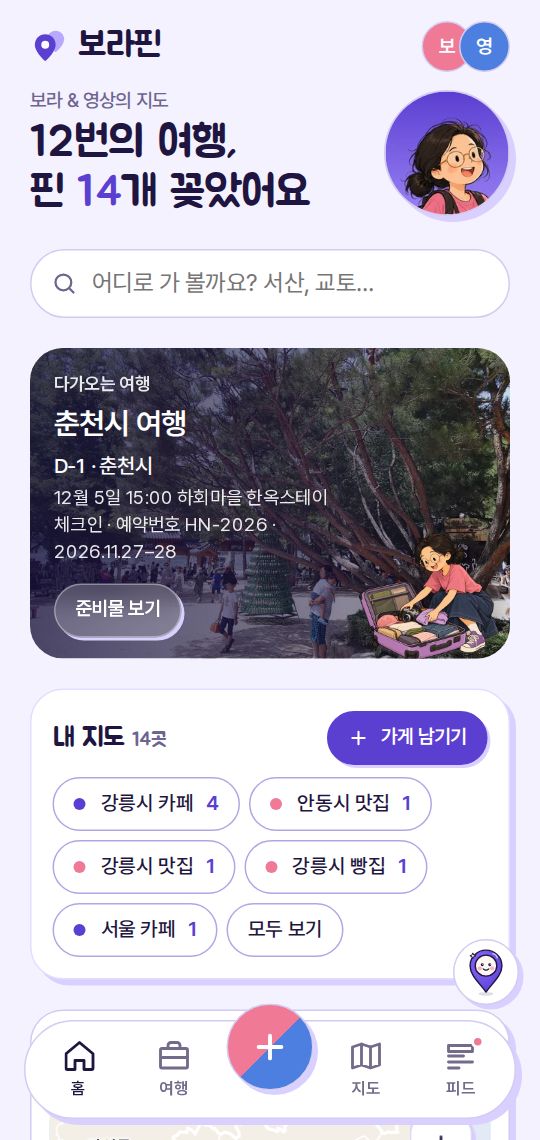 보라핀
보 영
보라 & 영상의 지도
12번의 여행,
핀 14개 꽂았어요
어디로 가 볼까요? 서산, 교토...
다가오는 여행
춘천시 여행
D-1 · 춘천시
12월 5일 15:00 하회마을 한옥스테이
체크인 · 예약번호 HN-2026 ·
2026.11.27–28
준비물 보기
내 지도 14곳
+ 가게 남기기
강릉시 카페 4
안동시 맛집 1
강릉시 맛집 1
강릉시 빵집 1
서울 카페 1
모두 보기
+
홈
여행
지도
피드